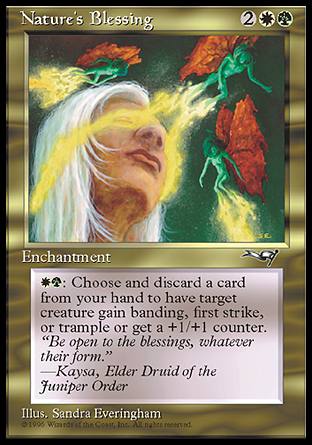 Nature's Blessing 2
Enchantment
: Choose and discard a card
from your hand to have target
creature gain banding, first strike,
or trample or get a +1/+1 counter.
"Be open to the blessings, whatever
their form."
—Kaysa, Elder Druid of the
Juniper Order
Illus. Sandra Everingham
© 1996 Wizards of the Coast, Inc. All rights reserved.